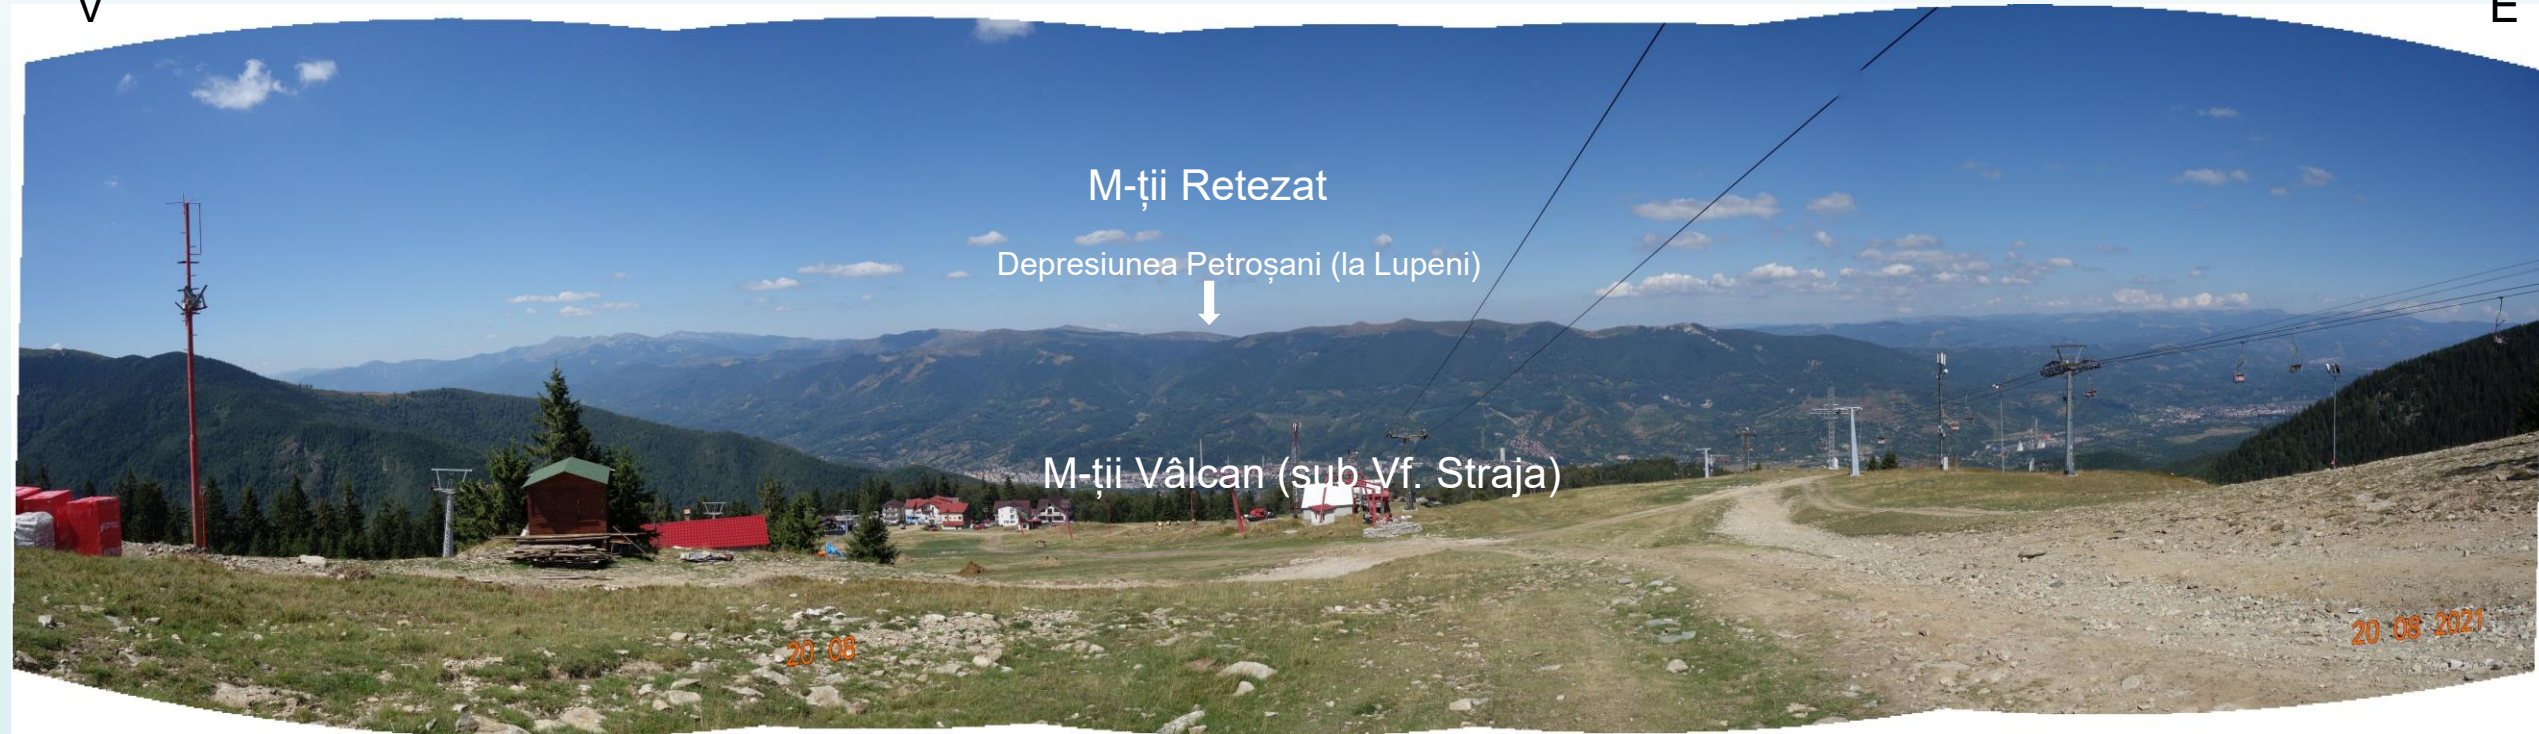 V
E
M-ții Retezat
Depresiunea Petroșani (la Lupeni)
M-ții Vâlcan (sub Vf. Straja)
20 08
20 08 2021